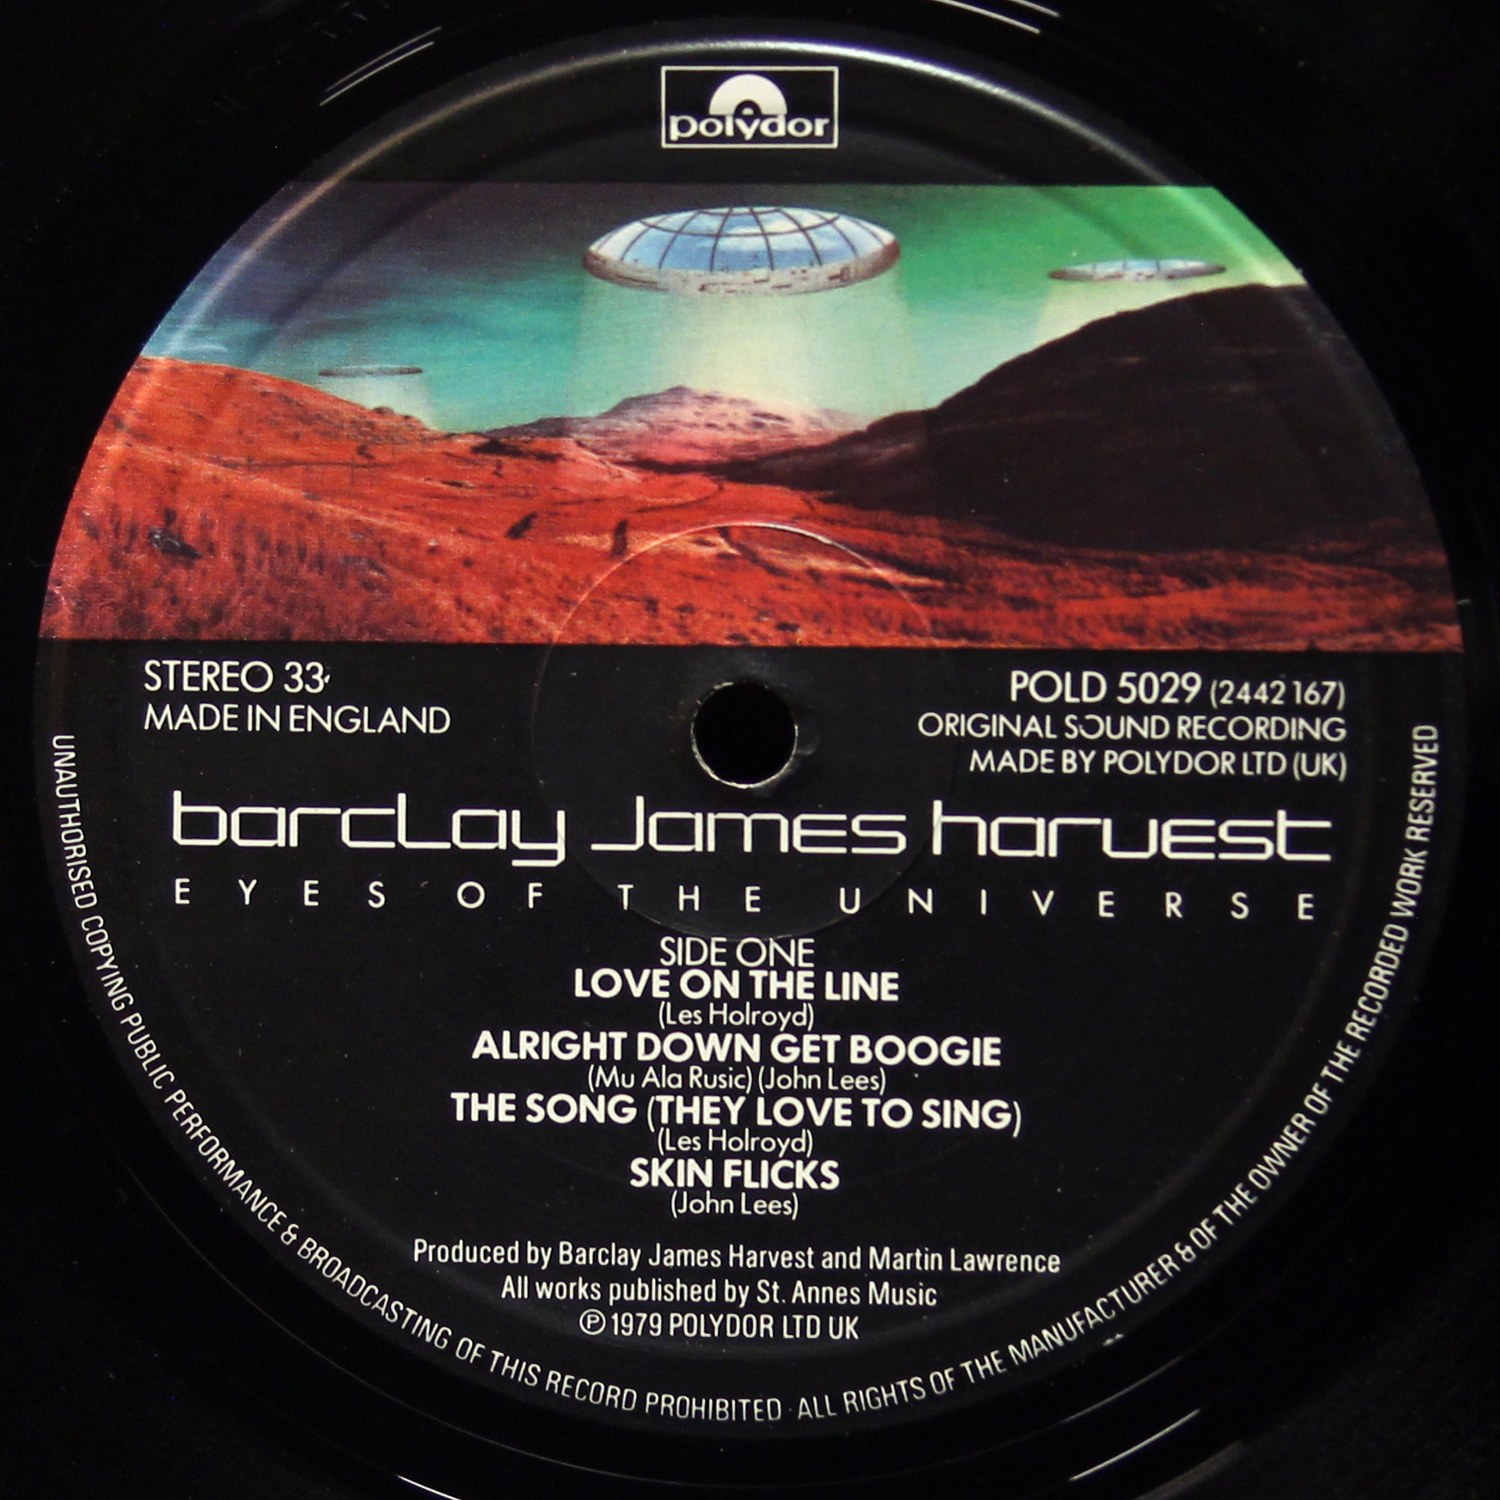 polydor
STEREO 33
MADE IN ENGLAND
POLD 5029 (2442 167)
ORIGINAL SOUND RECORDING
MADE BY POLYDOR LTD (UK)
barcLay James harvest
EYES OF THE UNIVERSE
SIDE ONE
LOVE ON THE LINE
(Les Holroyd)
ALRIGHT DOWN GET BOOGIE
(Mu Ala Rusic) (John Lees)
THE SONG (THEY LOVE TO SING)
(Les Holroyd)
SKIN FLICKS
(John Lees)
Produced by Barclay James Harvest and Martin Lawrence
All works published by St. Annes Music
℗ 1979 POLYDOR LTD UK
UNAUTHORISED COPYING PUBLIC PERFORMANCE & BROADCASTING OF THIS RECORD PROHIBITED · ALL RIGHTS OF THE MANUFACTURER & OF THE OWNER OF THE RECORDED WORK RESERVED